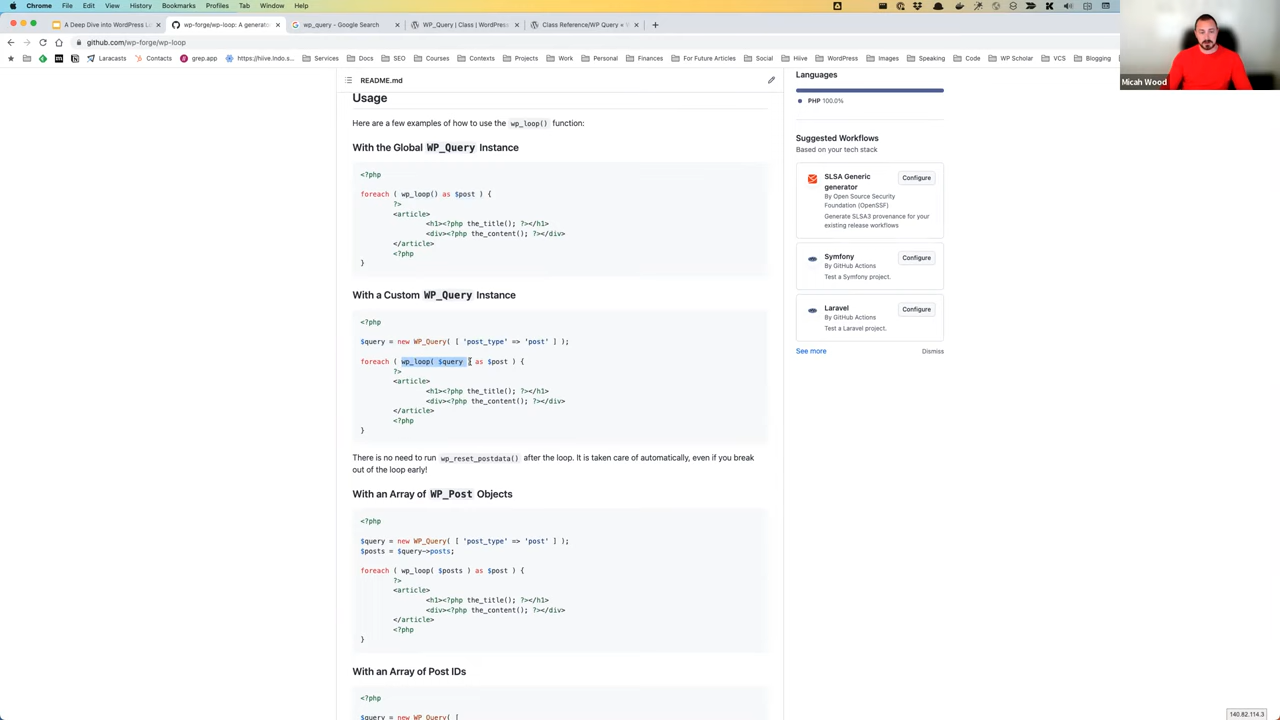 Chrome File Edit View History Bookmarks Profiles Tab Window Help
A Deep Dive into WordPress Lo
wp-forge/wp-loop: A generator
wp_query - Google Search
WP_Query | Class | WordPress
Class Reference/WP Query «
github.com/wp-forge/wp-loop
Laracasts Contacts grep.app https://hiive.lndo.s... Services Docs SEO Courses Contexts Projects Work Personal Finances For Future Articles Social Hiive WordPress Images Speaking Code WP Scholar VCS Blogging
Micah Wood
README.md
Usage
Here are a few examples of how to use the wp_loop() function:
With the Global WP_Query Instance
<?php
foreach ( wp_loop() as $post ) {
?>
<article>
<h1><?php the_title(); ?></h1>
<div><?php the_content(); ?></div>
</article>
<?php
}
With a Custom WP_Query Instance
<?php
$query = new WP_Query( [ 'post_type' => 'post' ] );
foreach ( wp_loop( $query as $post ) {
?>
<article>
<h1><?php the_title(); ?></h1>
<div><?php the_content(); ?></div>
</article>
<?php
}
There is no need to run wp_reset_postdata() after the loop. It is taken care of automatically, even if you break
out of the loop early!
With an Array of WP_Post Objects
<?php
$query = new WP_Query( [ 'post_type' => 'post' ] );
$posts = $query->posts;
foreach ( wp_loop( $posts ) as $post ) {
?>
<article>
<h1><?php the_title(); ?></h1>
<div><?php the_content(); ?></div>
</article>
<?php
}
With an Array of Post IDs
<?php
$query = new WP_Query( [
Languages
PHP 100.0%
Suggested Workflows
Based on your tech stack
SLSA Generic
generator
Configure
By Open Source Security
Foundation (OpenSSF)
Generate SLSA3 provenance for your
existing release workflows
Symfony
Configure
By GitHub Actions
Test a Symfony project.
Laravel
Configure
By GitHub Actions
Test a Laravel project.
See more
Dismiss
140.82.114.3